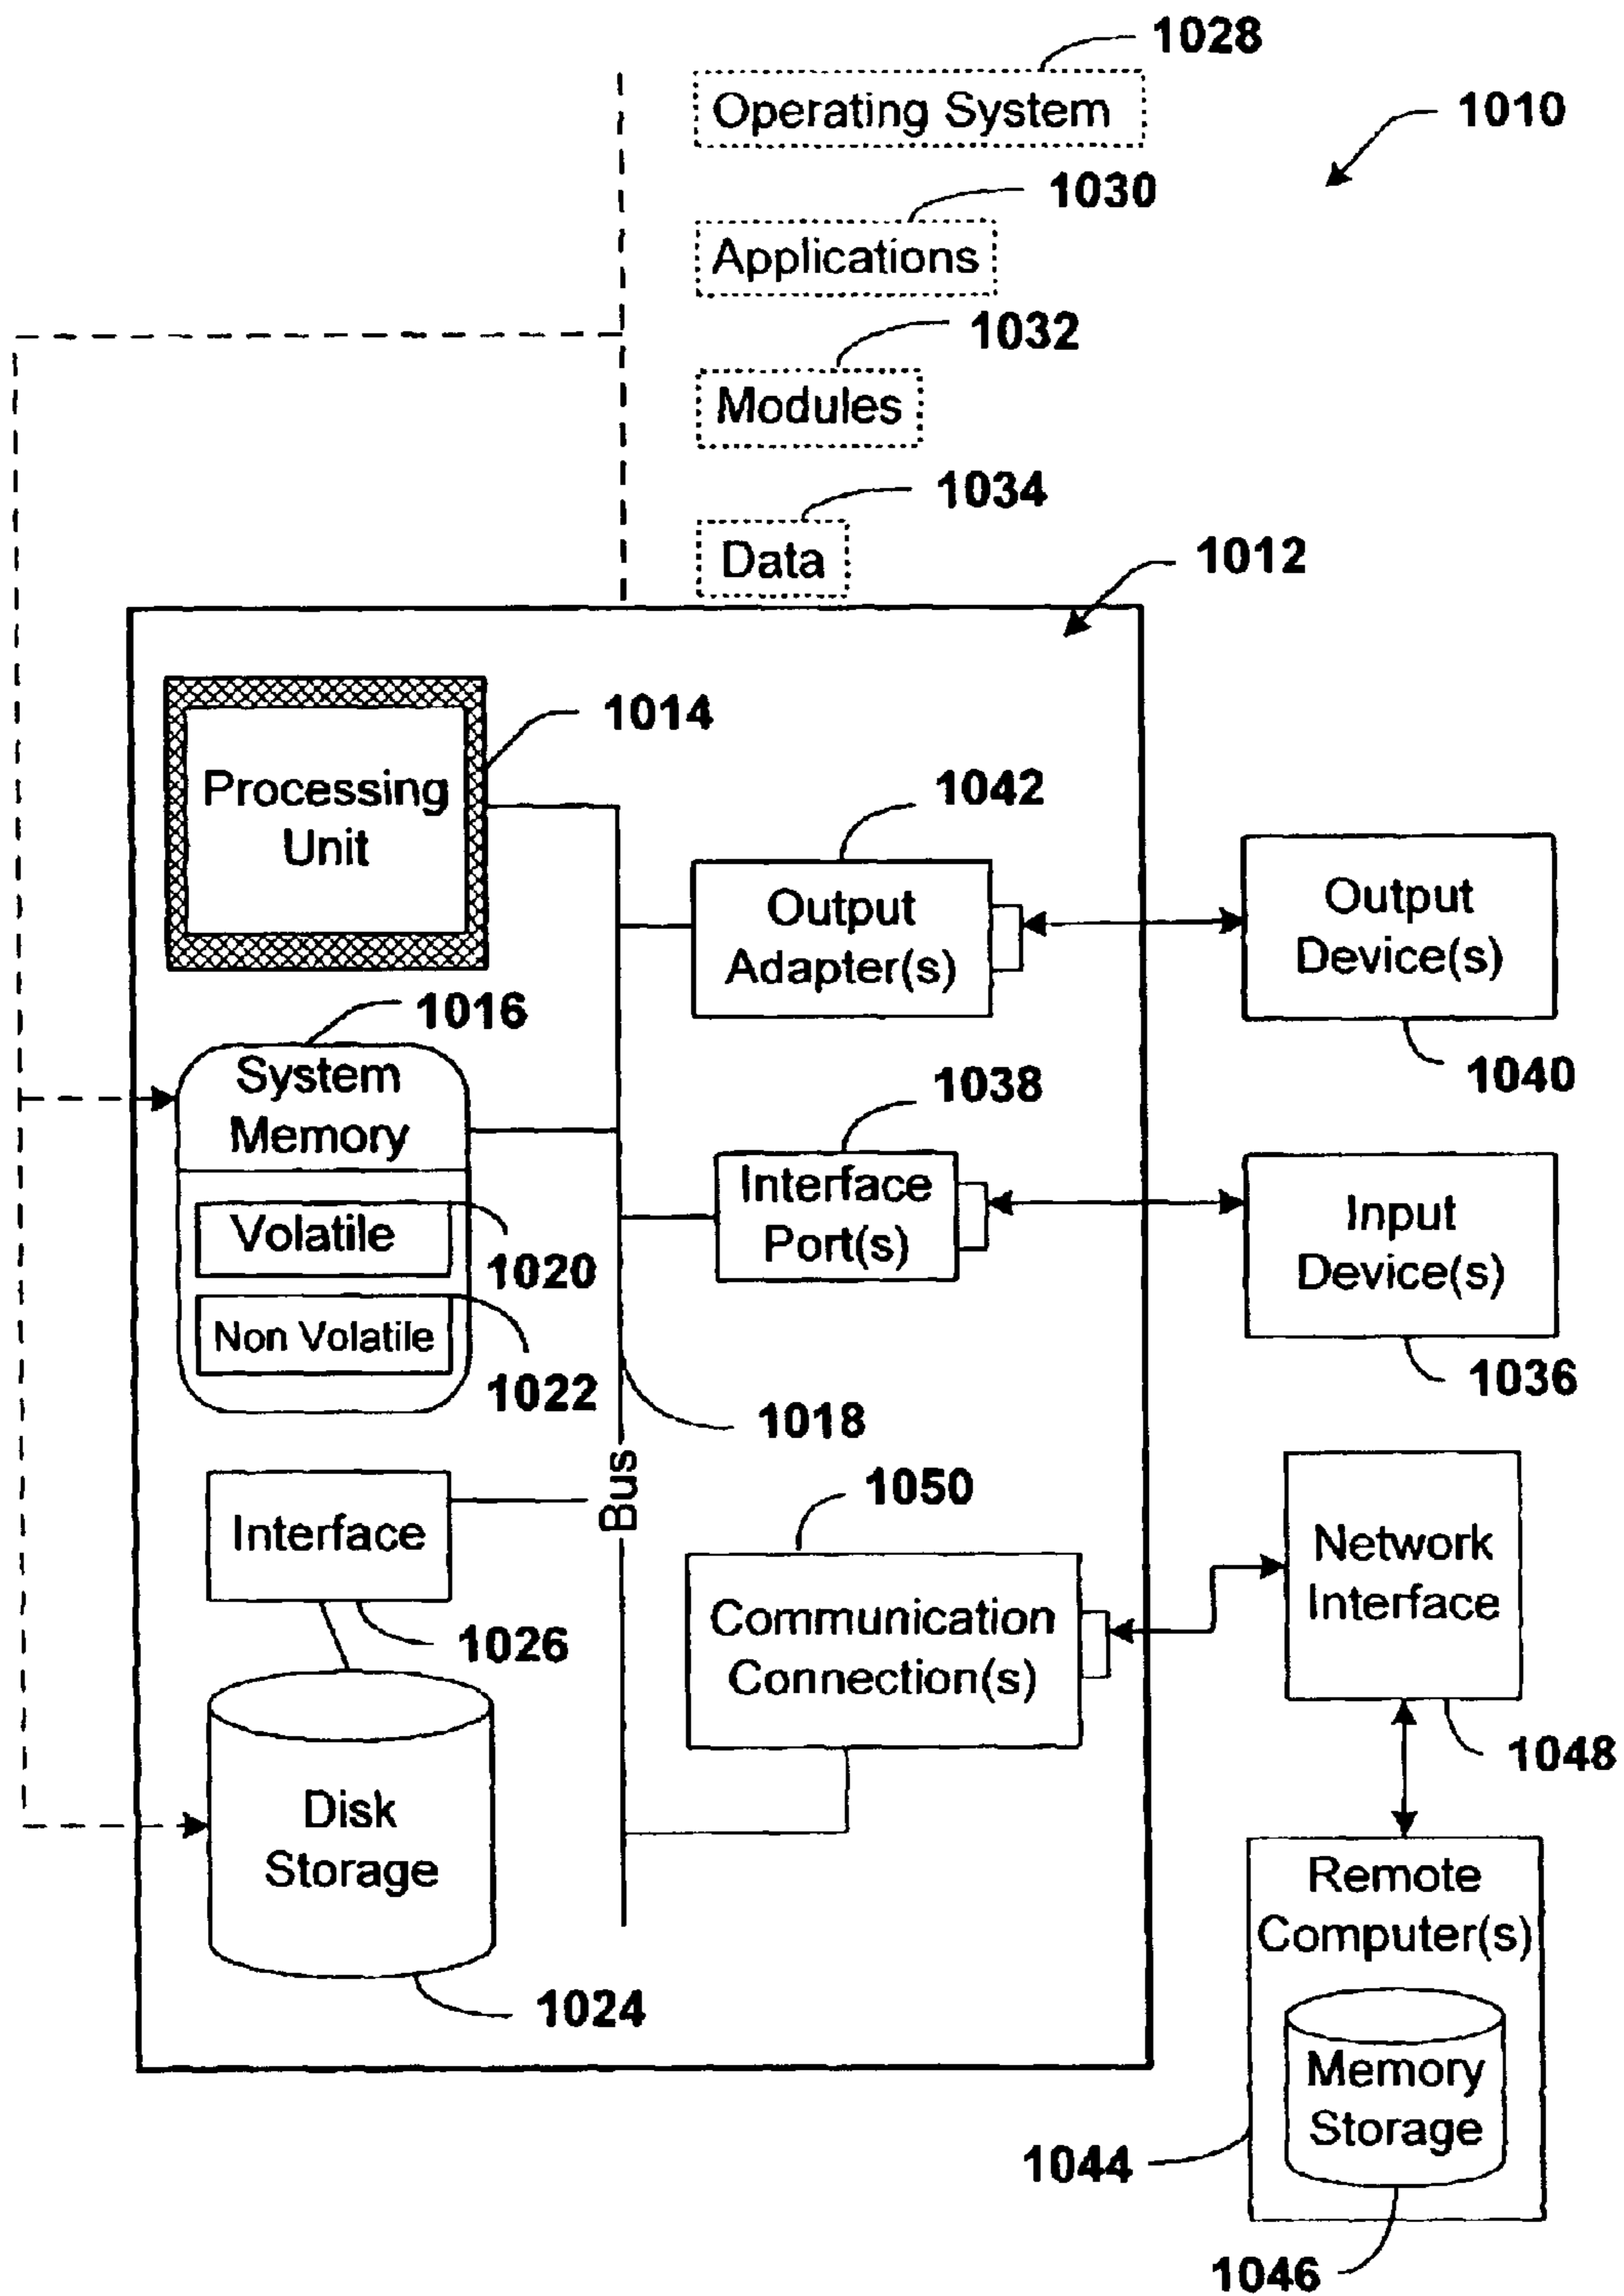 1028
Operating System
1010
1030
Applications
1032
Modules
1034
Data
1012
1014
Processing
Unit
1042
Output
Adapter(s)
Output
Device(s)
1040
1016
System
Memory
1038
Interface
Port(s)
Input
Device(s)
1036
Volatile
1020
Non Volatile
1022
1018
Bus
Interface
1026
1050
Communication
Connection(s)
Network
Interface
1048
Disk
Storage
1024
Remote
Computer(s)
Memory
Storage
1044
1046